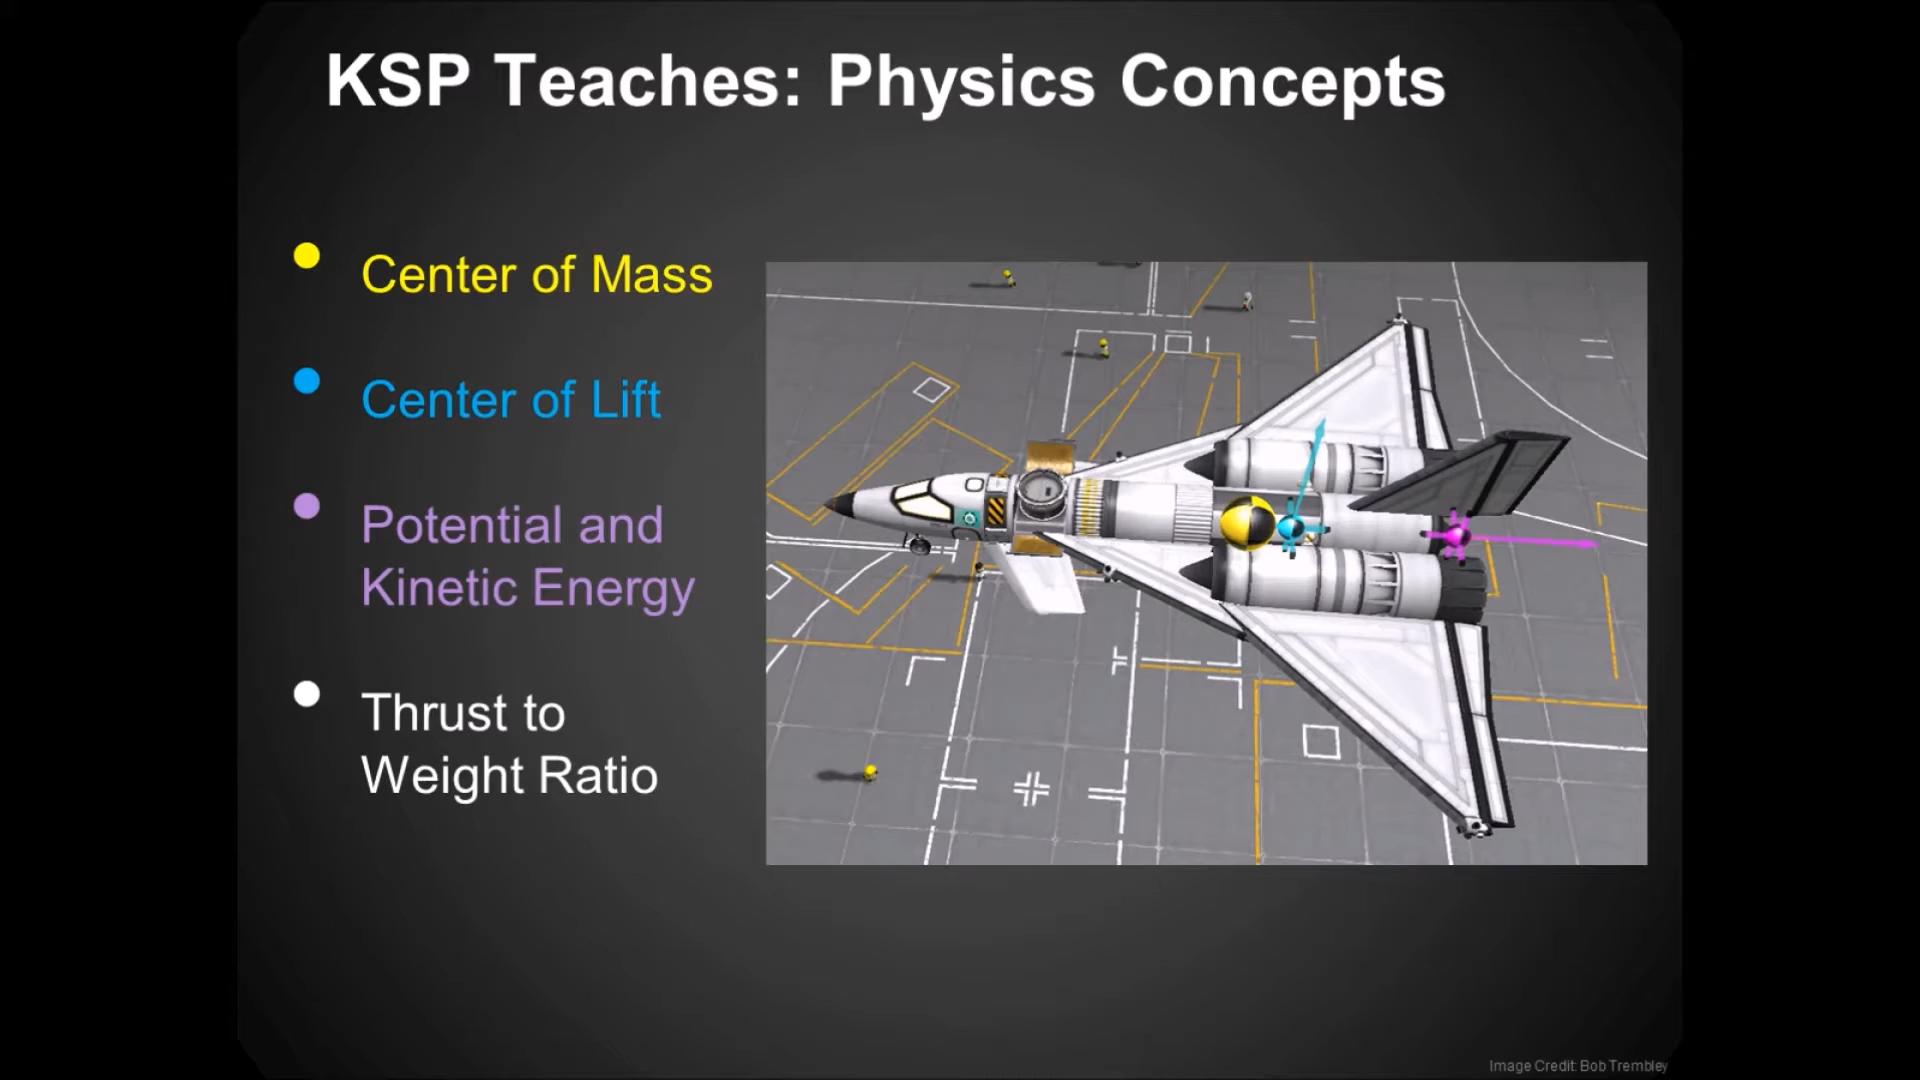 KSP Teaches: Physics Concepts
Center of Mass
Center of Lift
Potential and
Kinetic Energy
Thrust to
Weight Ratio
Image Credit: Bob Trembley